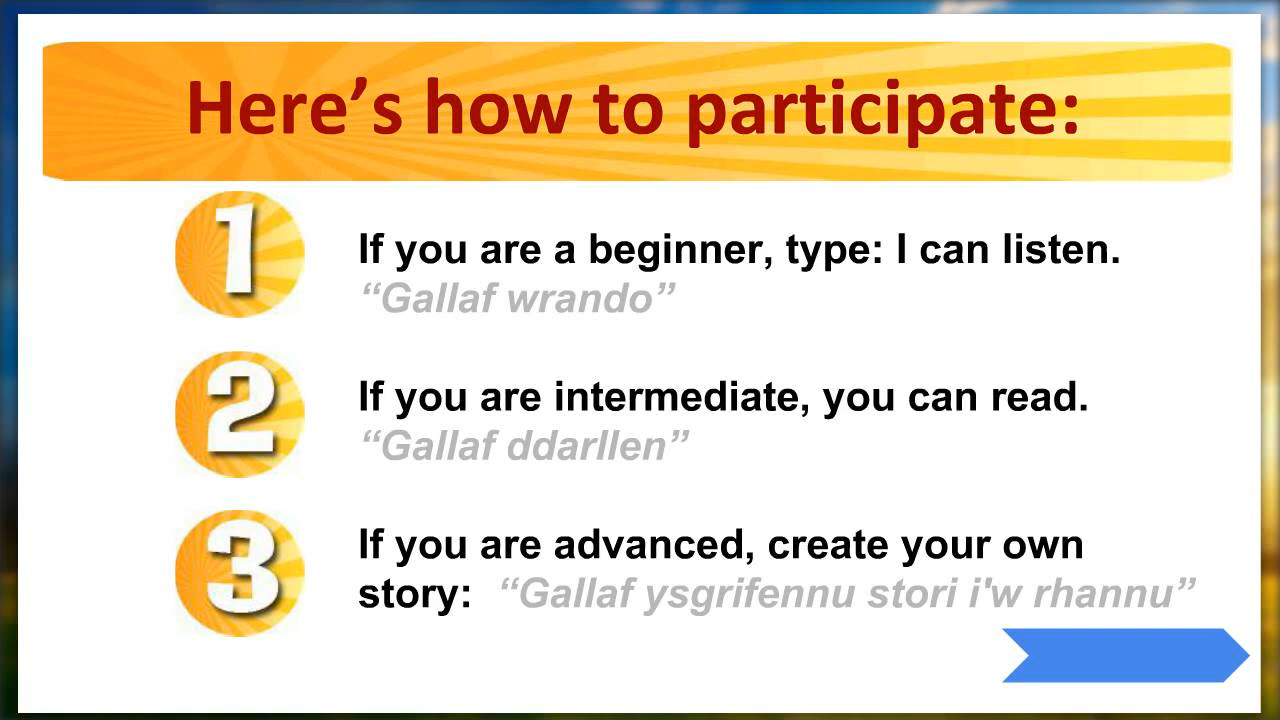 Here’s how to participate:
1
If you are a beginner, type: I can listen.
“Gallaf wrando”
2
If you are intermediate, you can read.
“Gallaf ddarllen”
3
If you are advanced, create your own
story: “Gallaf ysgrifennu stori i'w rhannu”